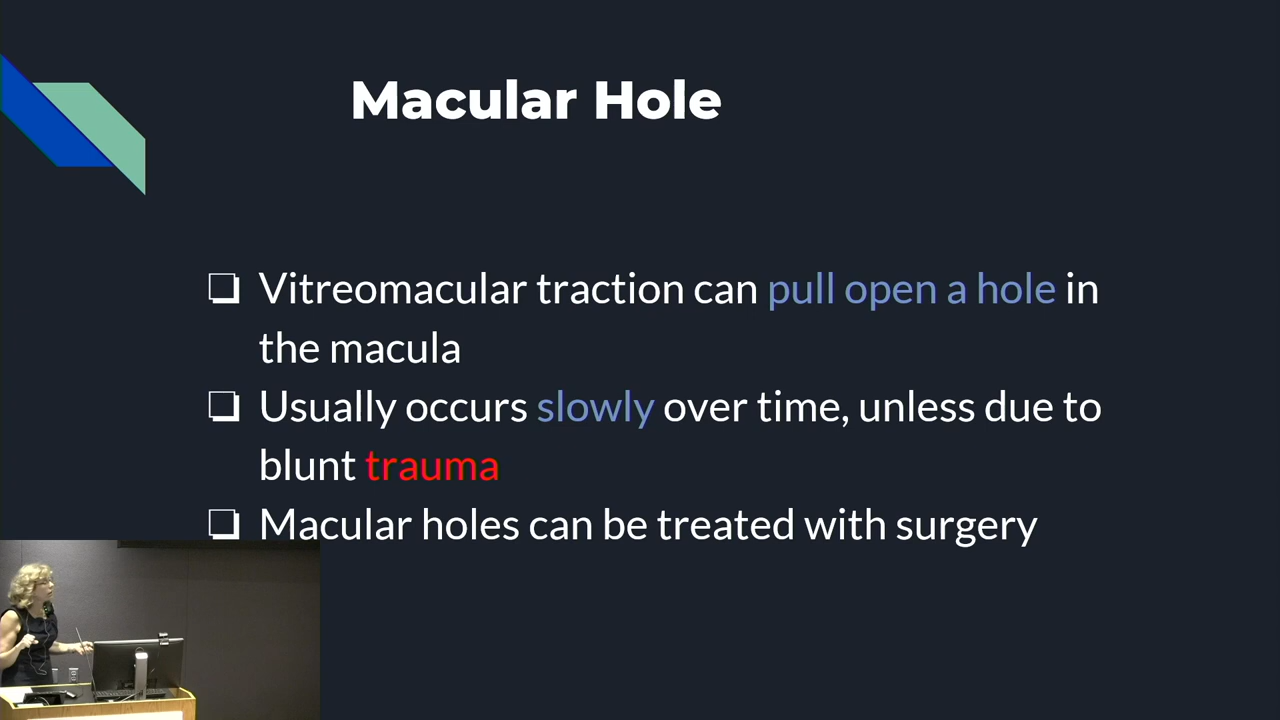 Macular Hole
❏ Vitreomacular traction can pull open a hole in
the macula
❏ Usually occurs slowly over time, unless due to
blunt trauma
❏ Macular holes can be treated with surgery